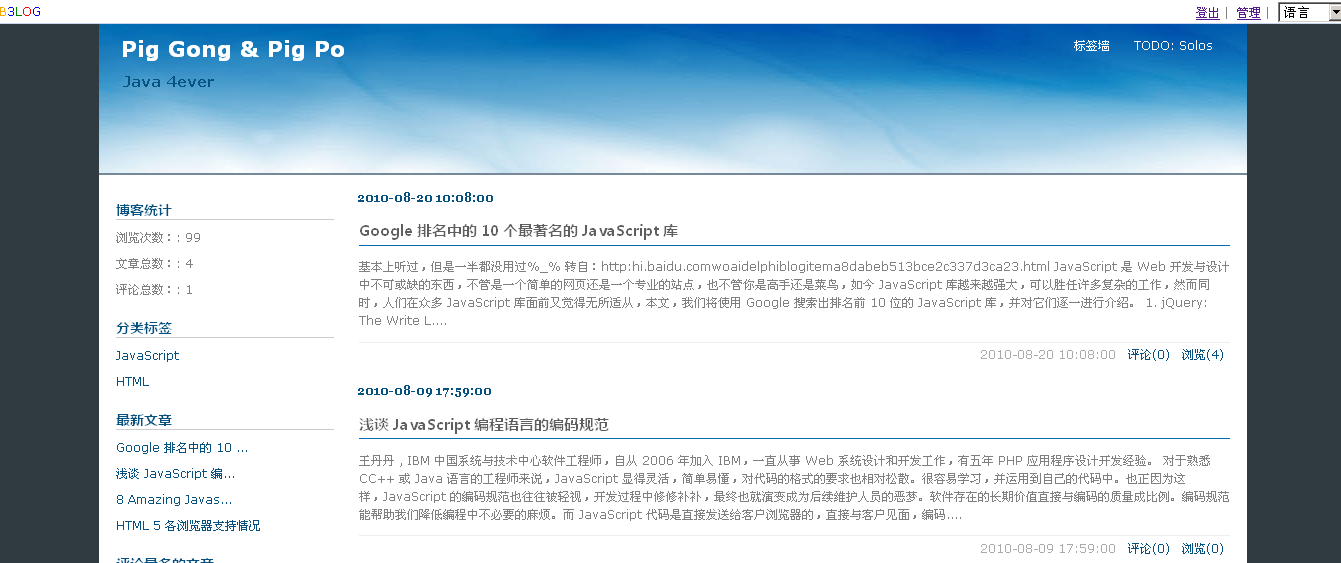 B3LOG
登出 | 管理 | 语言
Pig Gong & Pig Po
标签墙 TODO: Solos
Java 4ever
博客统计
浏览次数：: 99
文章总数：: 4
评论总数：: 1
分类标签
JavaScript
HTML
最新文章
Google 排名中的 10 ...
浅谈 JavaScript 编...
8 Amazing Javas...
HTML 5 各浏览器支持情况
评论最多的文章
2010-08-20 10:08:00
Google 排名中的 10 个最著名的 JavaScript 库
基本上听过，但是一半都没用过%_% 转自：http:hi.baidu.comwoaidelphiblogitema8dabeb513bce2c337d3ca23.html JavaScript 是 Web 开发与设计
中不可或缺的东西，不管是一个简单的网页还是一个专业的站点，也不管你是高手还是菜鸟，如今 JavaScript 库越来越强大，可以胜任许多复杂的工作，然而同
时，人们在众多 JavaScript 库面前又觉得无所适从，本文，我们将使用 Google 搜索出排名前 10 位的 JavaScript 库，并对它们逐一进行介绍。 1. jQuery:
The Write L....
2010-08-20 10:08:00 评论(0) 浏览(4)
2010-08-09 17:59:00
浅谈 JavaScript 编程语言的编码规范
王丹丹 , IBM 中国系统与技术中心软件工程师，自从 2006 年加入 IBM，一直从事 Web 系统设计和开发工作，有五年 PHP 应用程序设计开发经验。 对于熟悉
CC++ 或 Java 语言的工程师来说，JavaScript 显得灵活，简单易懂，对代码的格式的要求也相对松散。很容易学习，并运用到自己的代码中。也正因为这
样，JavaScript 的编码规范也往往被轻视，开发过程中修修补补，最终也就演变成为后续维护人员的恶梦。软件存在的长期价值直接与编码的质量成比例。编码规范
能帮助我们降低编程中不必要的麻烦。而 JavaScript 代码是直接发送给客户浏览器的，直接与客户见面，编码....
2010-08-09 17:59:00 评论(0) 浏览(0)